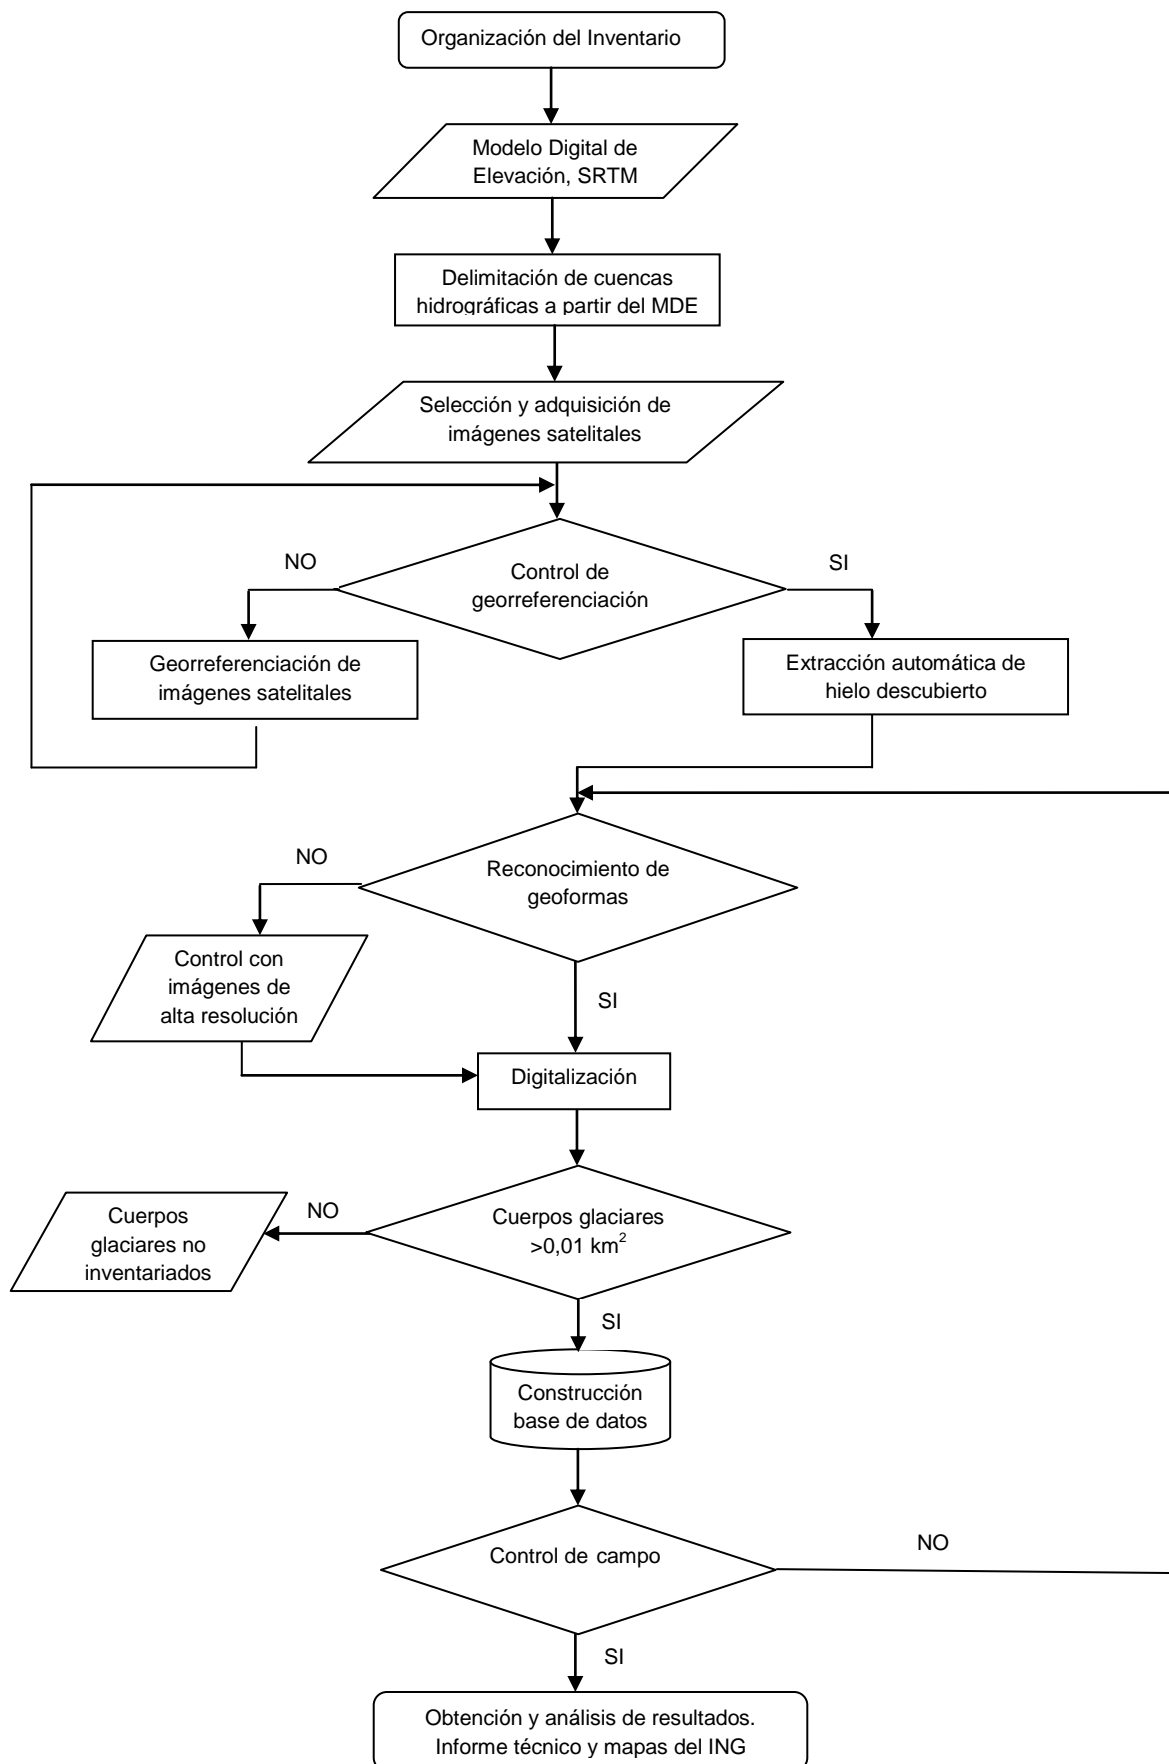 Organización del Inventario
Modelo Digital de
Elevación, SRTM
Delimitación de cuencas
hidrográficas a partir del MDE
Selección y adquisición de
imágenes satelitales
NO
SI
Control de
georreferenciación
Georreferenciación de
imágenes satelitales
Extracción automática de
hielo descubierto
NO
Reconocimiento de
geoformas
Control con
imágenes de
alta resolución
SI
Digitalización
Cuerpos
glaciares no
inventariados
NO
Cuerpos glaciares
>0,01 km²
SI
Construcción
base de datos
Control de campo
NO
SI
Obtención y análisis de resultados.
Informe técnico y mapas del ING